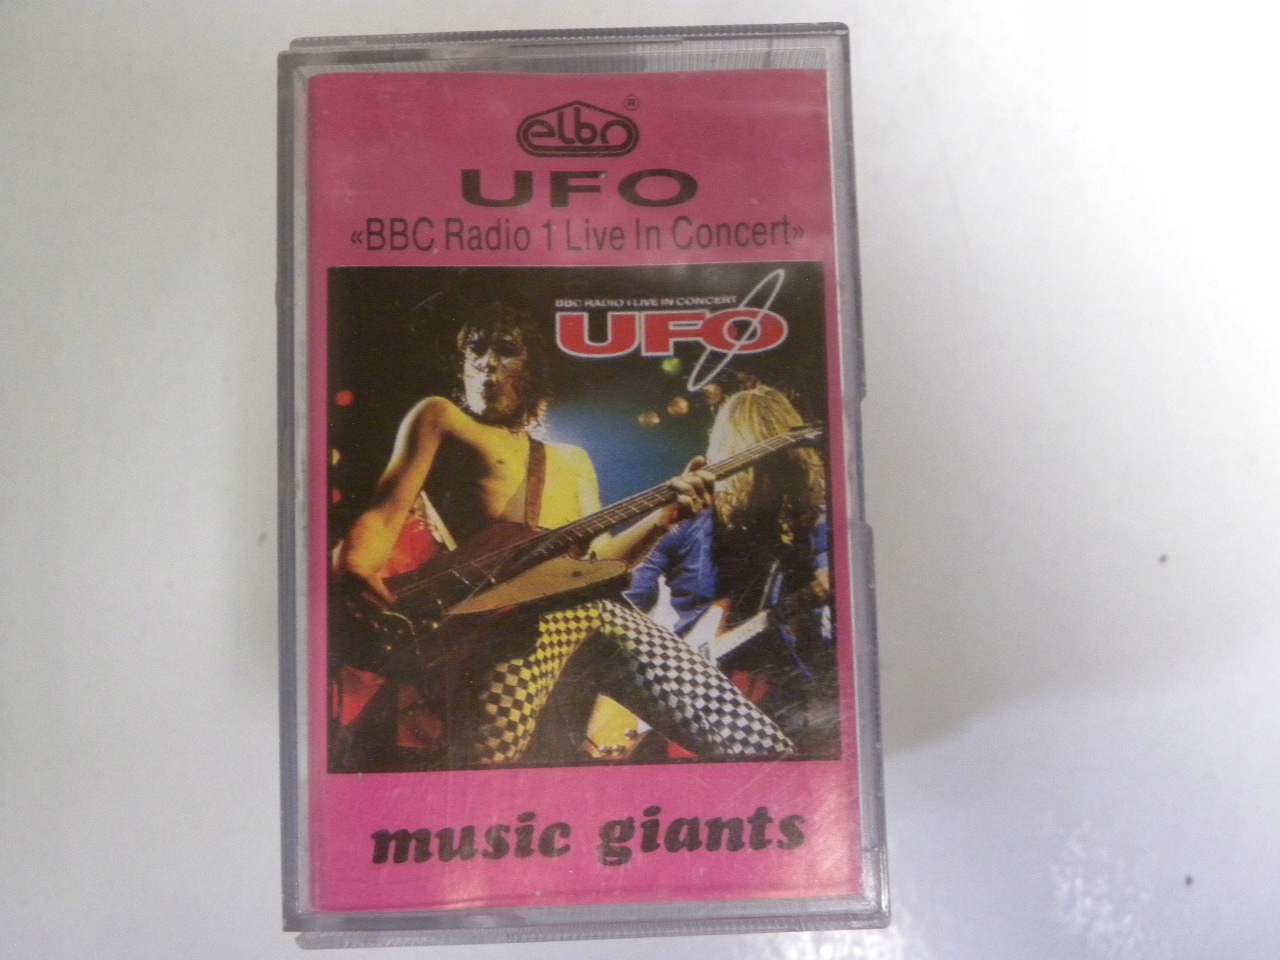 elbo ®
UFO
«BBC Radio 1 Live In Concert»
BBC RADIO 1 LIVE IN CONCERT
UFO
music giants